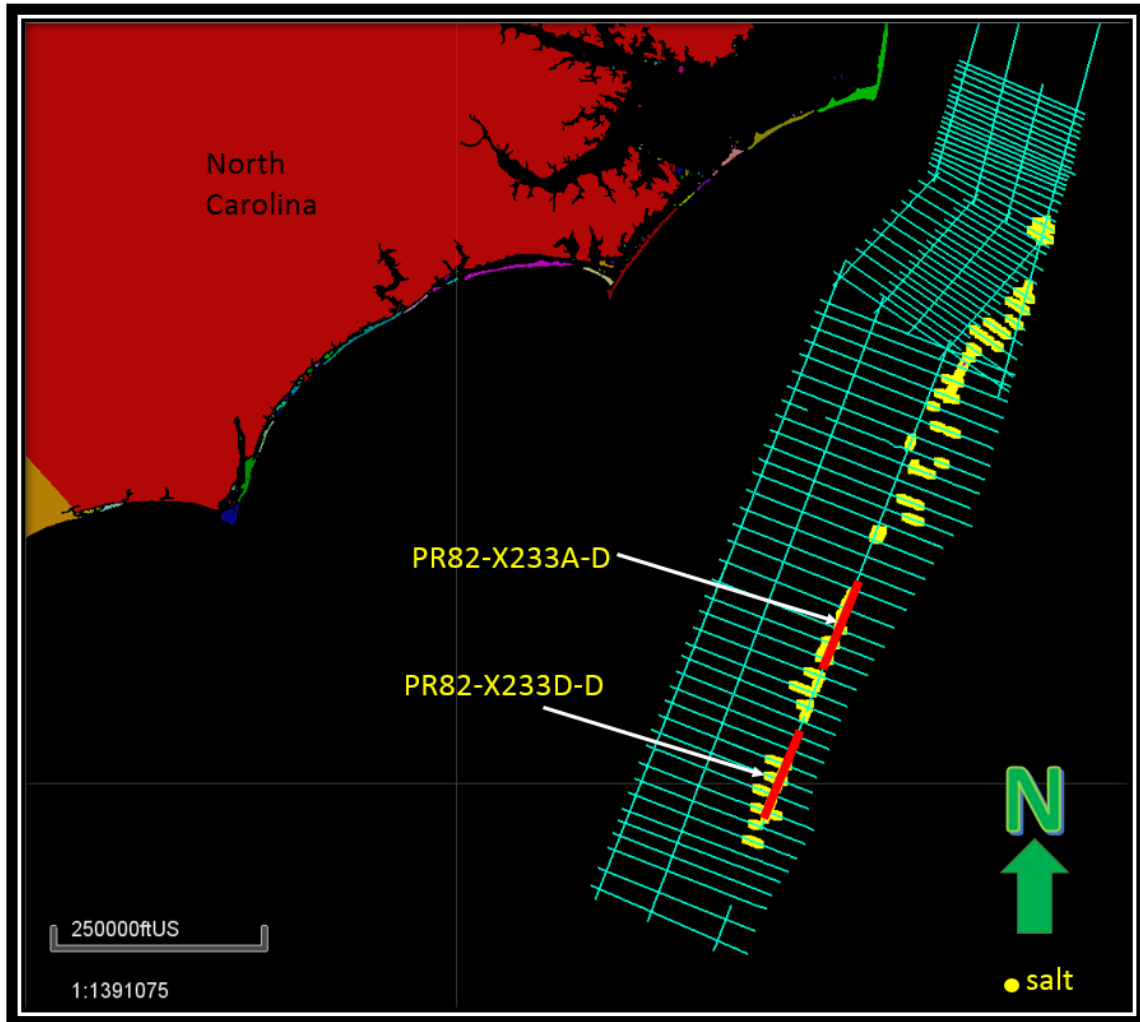 North
Carolina
PR82-X233A-D
PR82-X233D-D
N
250000ftUS
1:1391075
salt